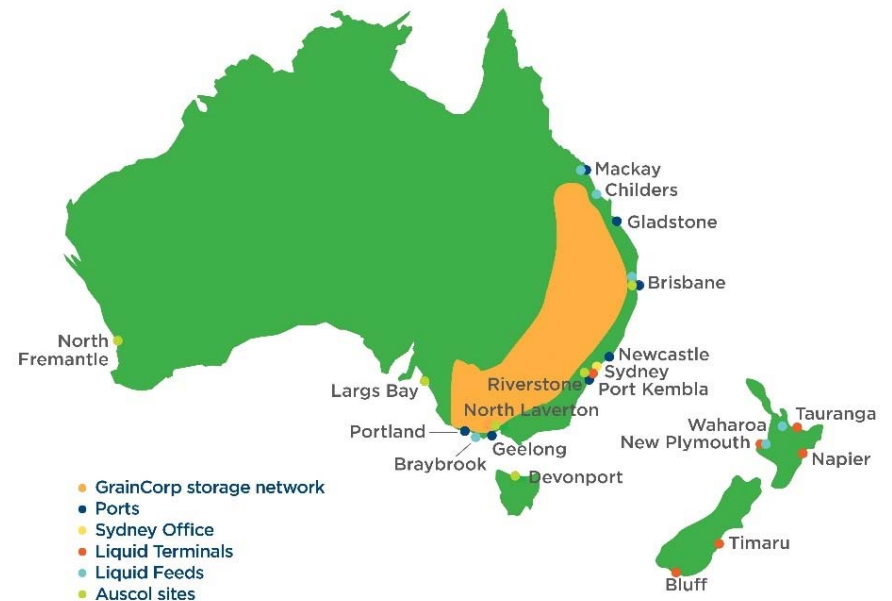 Mackay
Childers
Gladstone
Brisbane
North
Fremantle
Newcastle
Sydney
Largs Bay
Riverstone
Port Kembla
North Laverton
Portland
Geelong
Braybrook
Devonport
Waharoa
Tauranga
New Plymouth
Napier
Timaru
Bluff
GrainCorp storage network
Ports
Sydney Office
Liquid Terminals
Liquid Feeds
Auscol sites